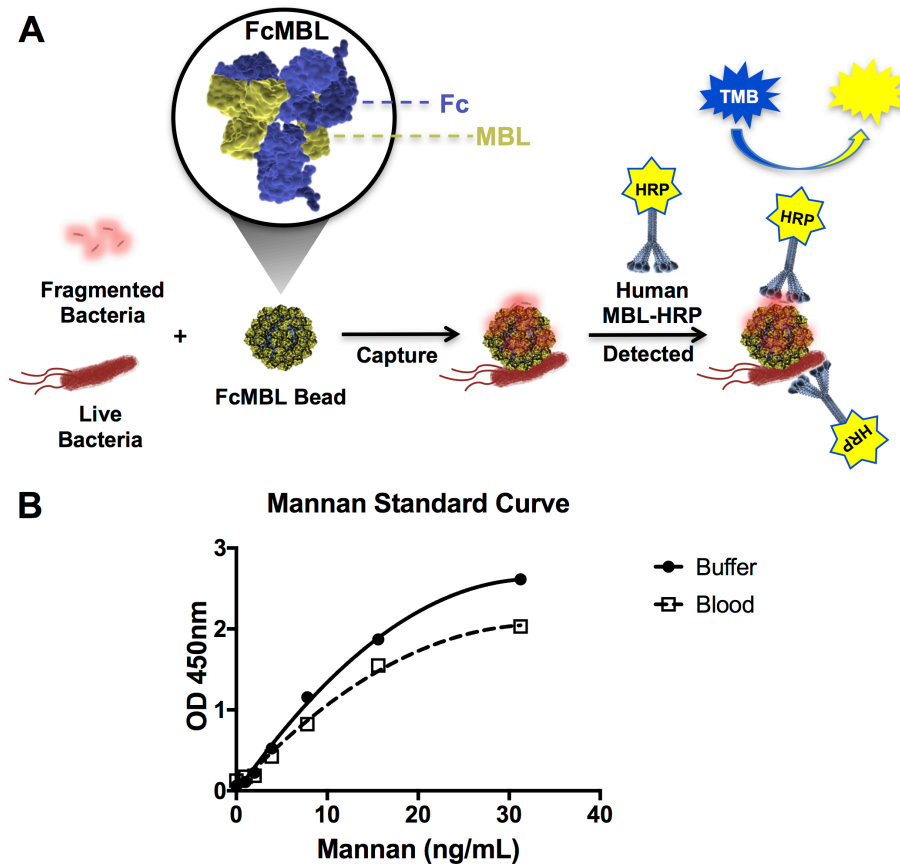 A
FcMBL
Fc
MBL
TMB
HRP
HRP
Fragmented
Bacteria
+
Live
Bacteria
FcMBL Bead
Capture
Human
MBL-HRP
Detected
HRP
B
Mannan Standard Curve
OD 450nm
3
2
1
0
0
10
20
30
40
Mannan (ng/mL)
Buffer
Blood